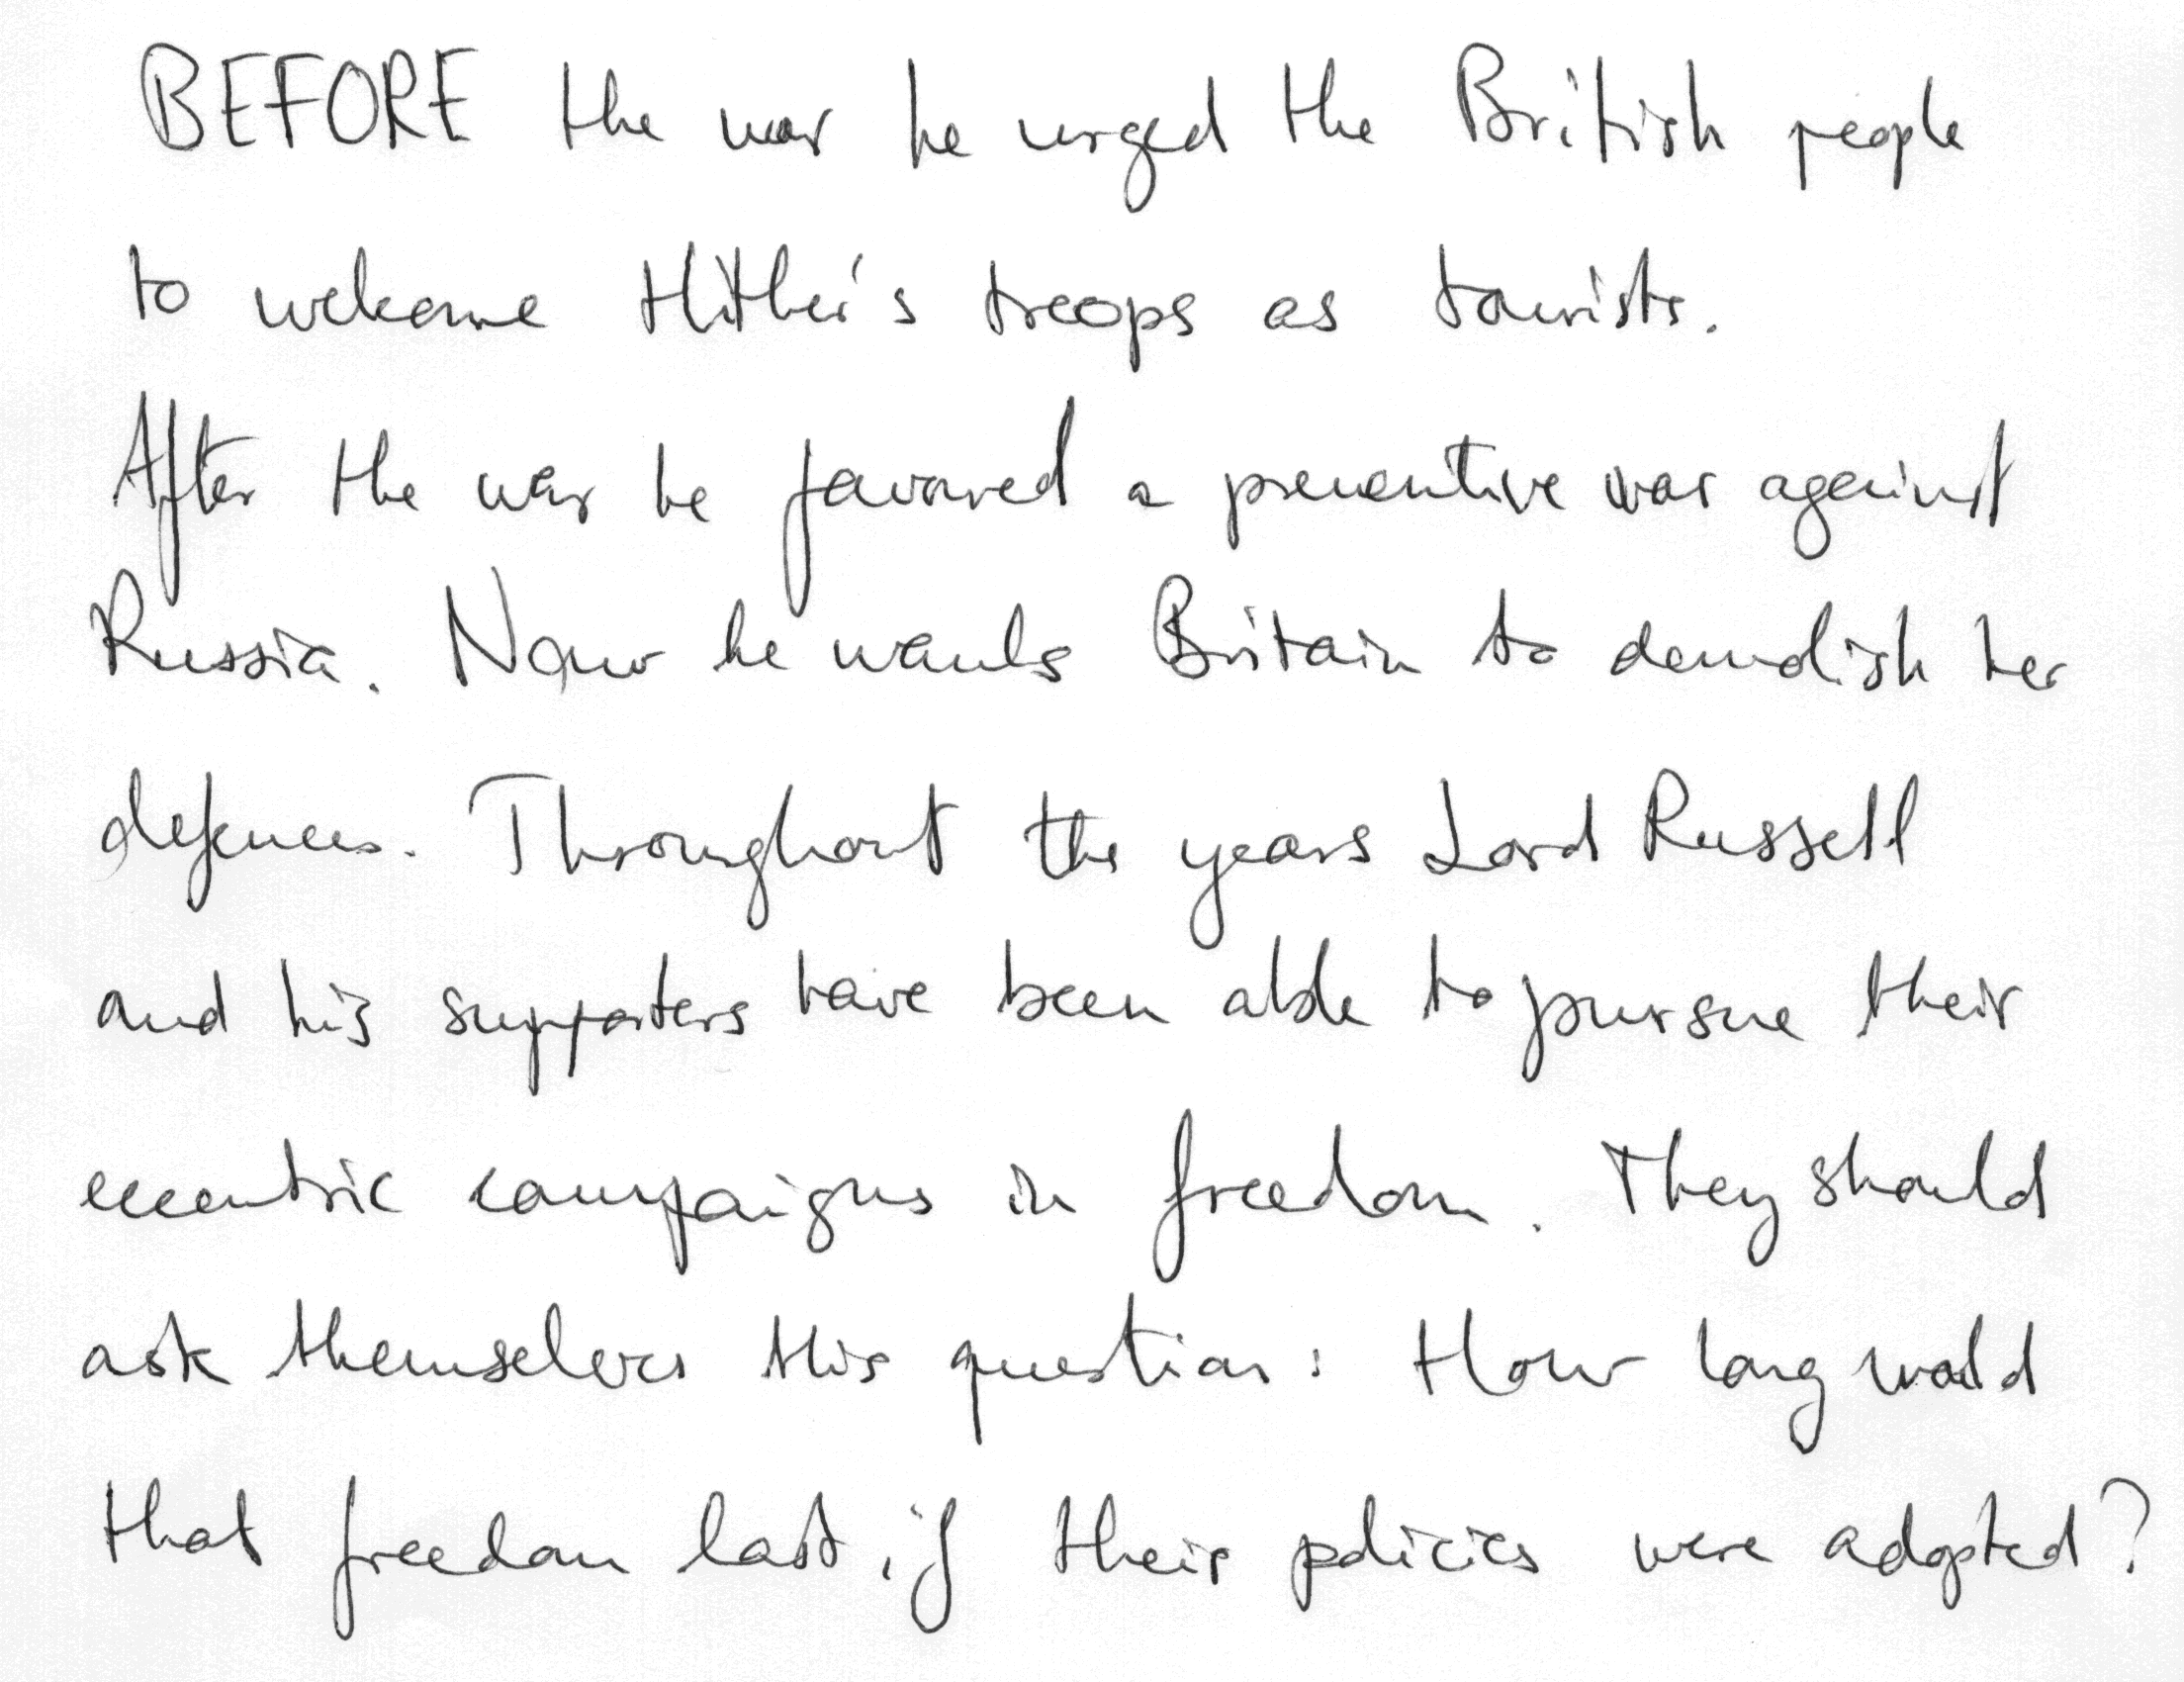 BEFORE the war he urged the British people
to welcome Hitler's troops as tourists.
After the war he favoured a preventive war against
Russia. Now he wants Britain to demolish her
defences. Throughout the years Lord Russell
and his supporters have been able to pursue their
eccentric campaigns in freedom. They should
ask themselves this question: How long would
that freedom last, if their policies were adopted?